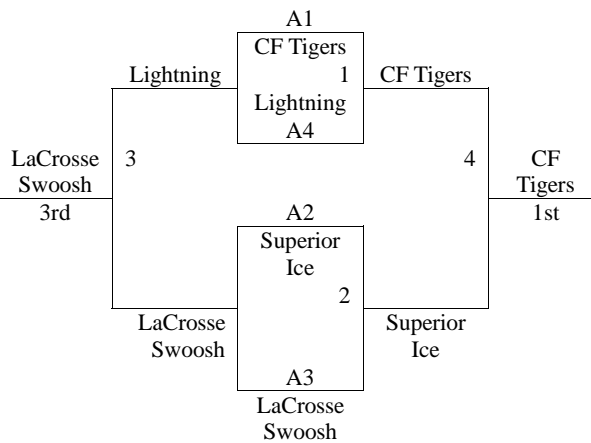 A1
CF Tigers
Lightning 1 CF Tigers
Lightning
A4
LaCrosse 3 4 CF
Swoosh Tigers
3rd A2 1st
Superior
Ice
2
LaCrosse Superior
Swoosh Ice
A3
LaCrosse
Swoosh